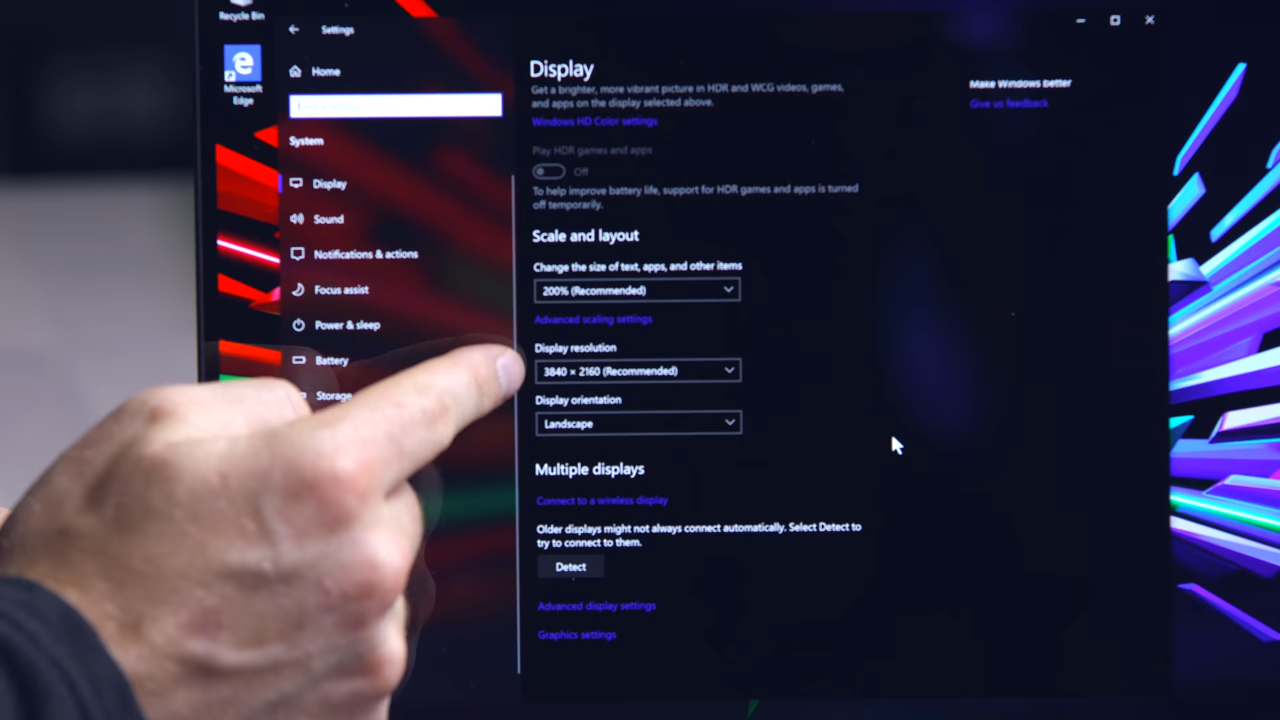 Recycle Bin
Microsoft
Edge
Settings
Home
System
Display
Sound
Notifications & actions
Focus assist
Power & sleep
Battery
Storage
Display
Get a brighter, more vibrant picture in HDR and WCG videos, games,
and apps on the display selected above.
Windows HD Color settings
Play HDR games and apps
Off
To help improve battery life, support for HDR games and apps is turned
off temporarily.
Scale and layout
Change the size of text, apps, and other items
200% (Recommended)
Advanced scaling settings
Display resolution
3840 × 2160 (Recommended)
Display orientation
Landscape
Multiple displays
Connect to a wireless display
Older displays might not always connect automatically. Select Detect to
try to connect to them.
Detect
Advanced display settings
Graphics settings
Make Windows better
Give us feedback